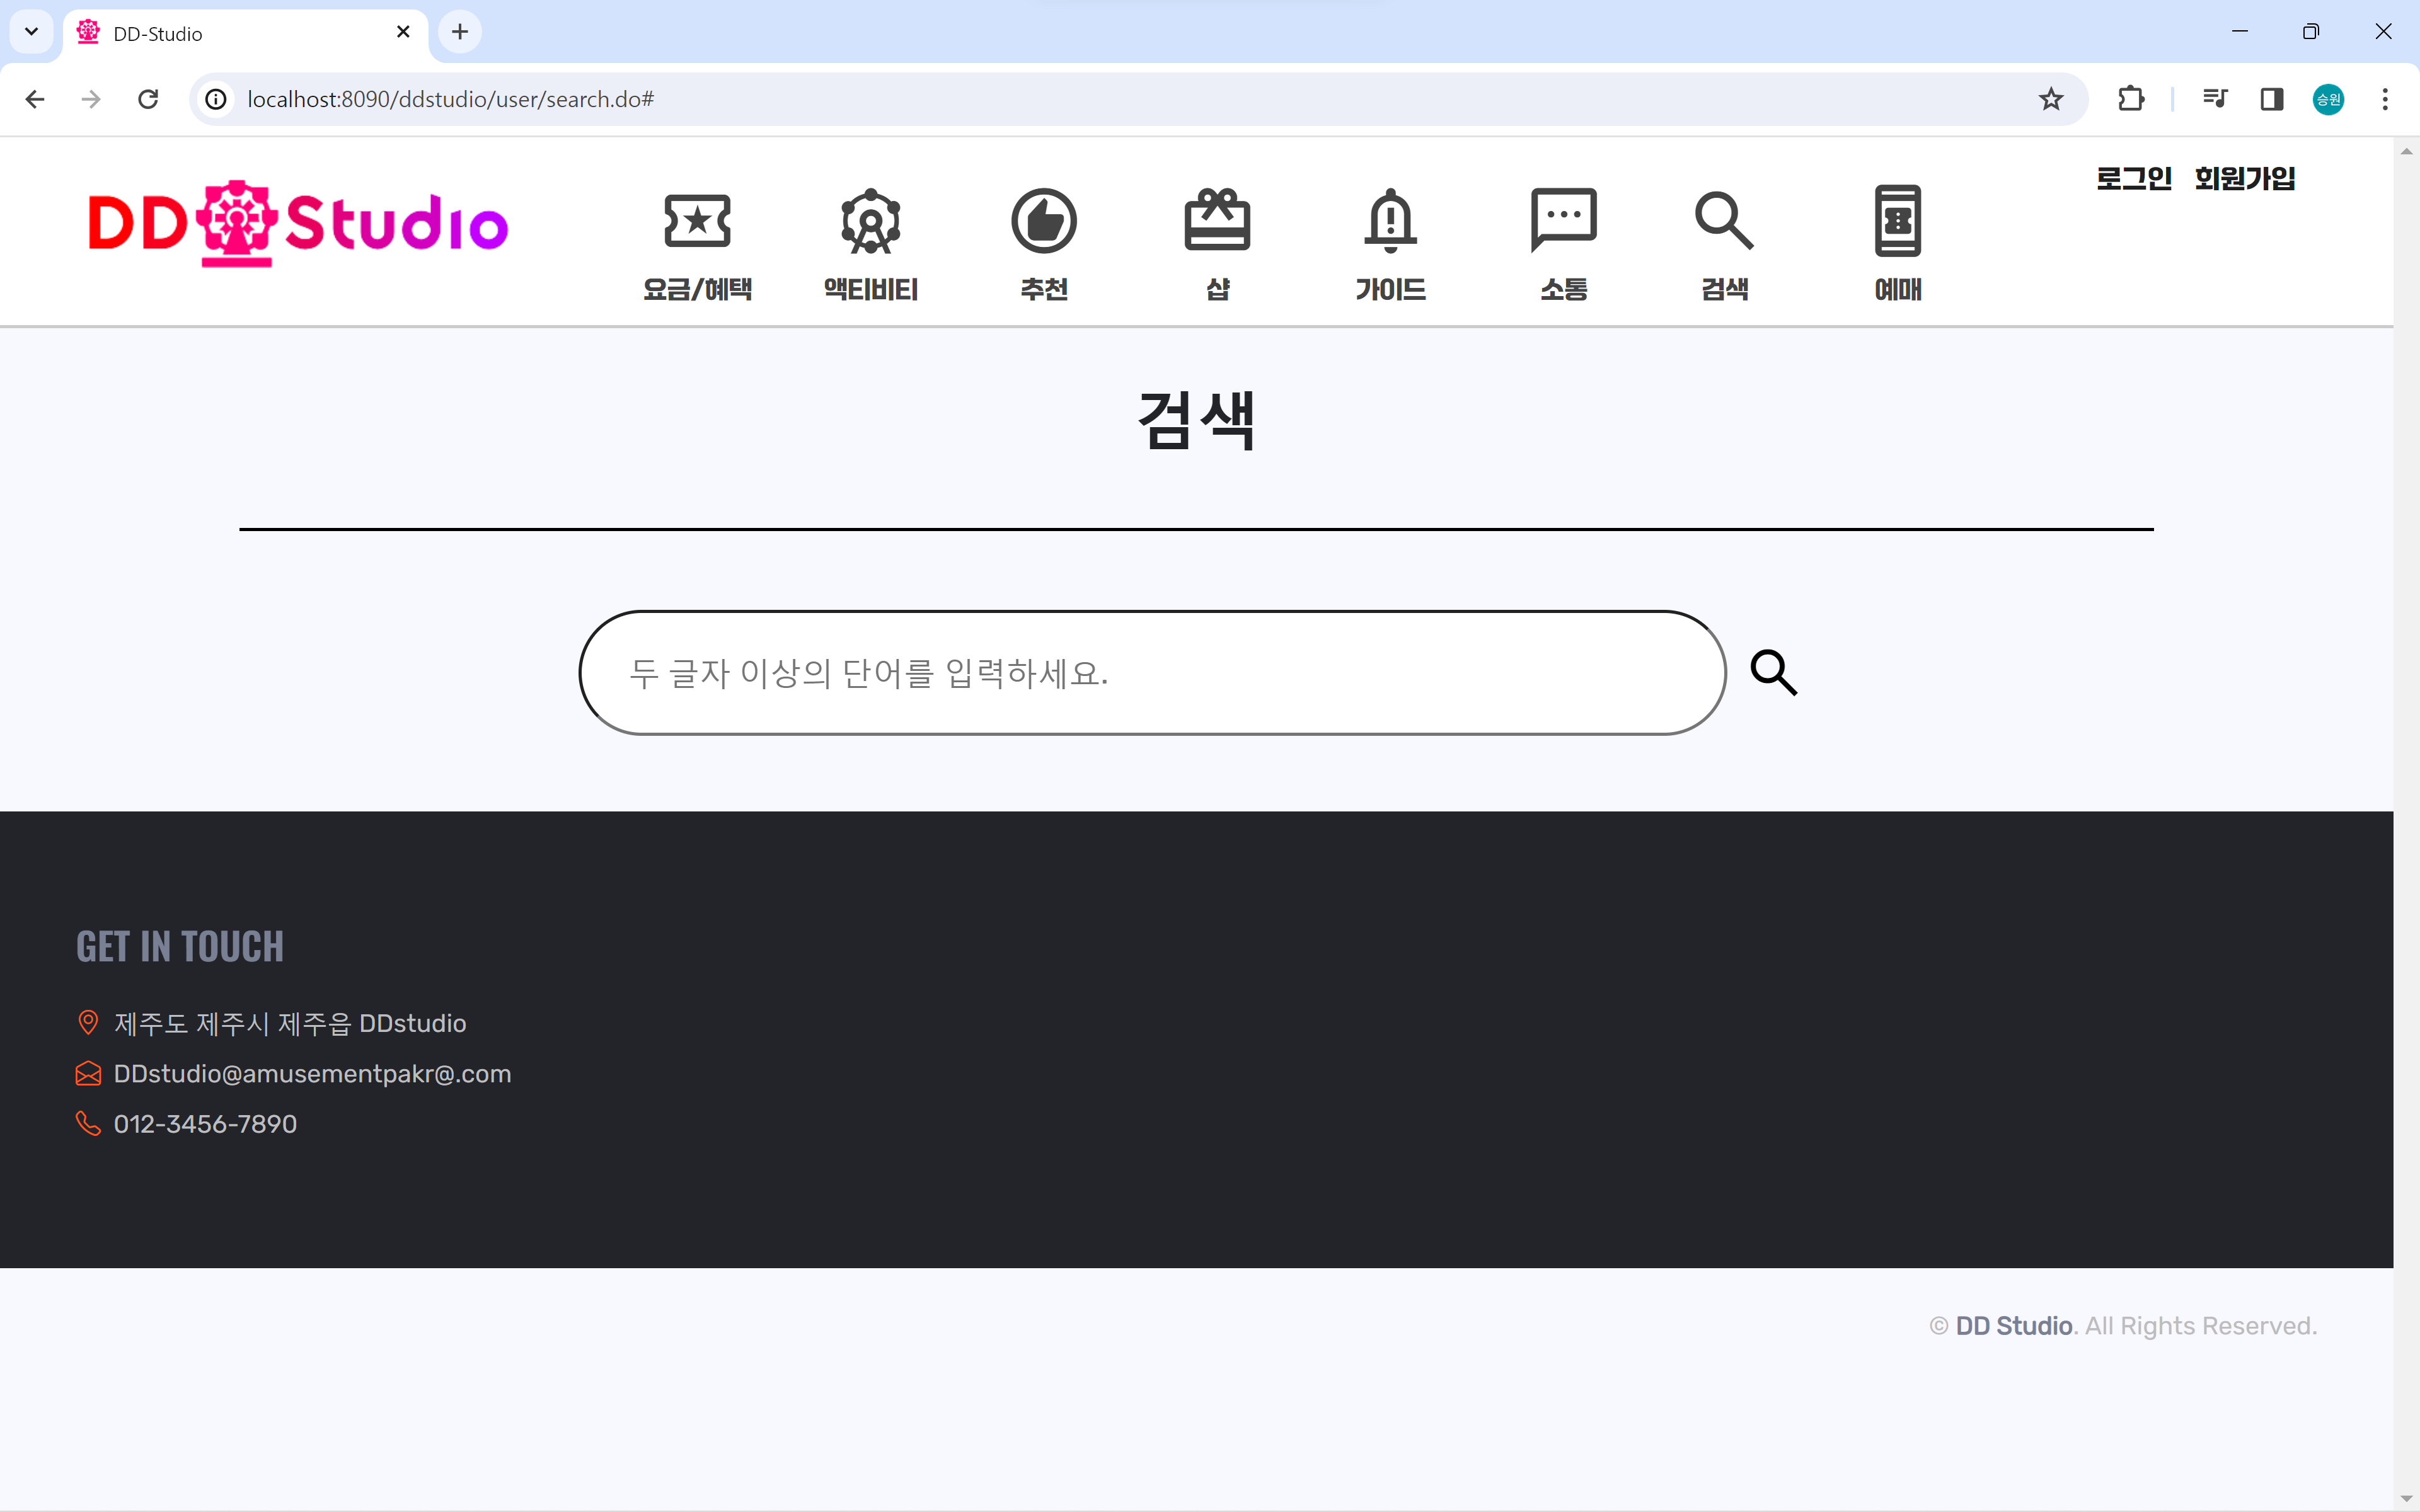 DD-Studio
localhost:8090/ddstudio/user/search.do#
승원
로그인 회원가입
DD Studio
요금/혜택 액티비티 추천 샵 가이드 소통 검색 예매
검색
두 글자 이상의 단어를 입력하세요.
GET IN TOUCH
제주도 제주시 제주읍 DDstudio
DDstudio@amusementpakr@.com
012-3456-7890
© DD Studio. All Rights Reserved.